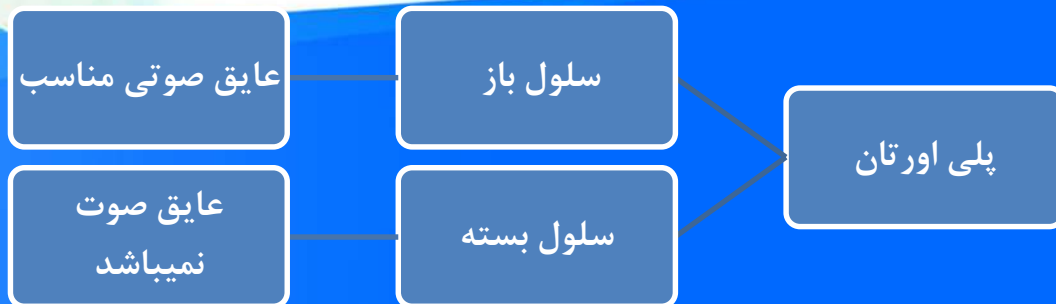 پلی اورتان
سلول باز
عایق صوتی مناسب
سلول بسته
عایق صوت
نمیباشد